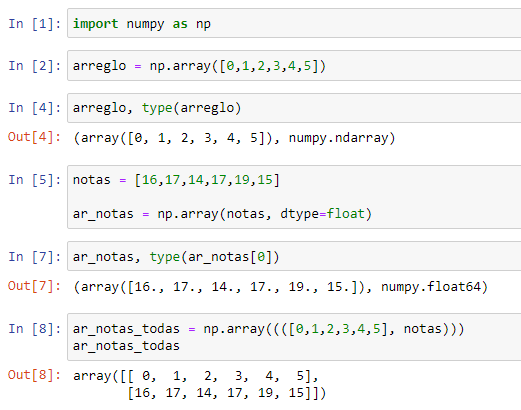 In [1]: import numpy as np
In [2]: arreglo = np.array([0,1,2,3,4,5])
In [4]: arreglo, type(arreglo)
Out[4]: (array([0, 1, 2, 3, 4, 5]), numpy.ndarray)
In [5]: notas = [16,17,14,17,19,15]
ar_notas = np.array(notas, dtype=float)
In [7]: ar_notas, type(ar_notas[0])
Out[7]: (array([16., 17., 14., 17., 19., 15.]), numpy.float64)
In [8]: ar_notas_todas = np.array((([0,1,2,3,4,5], notas)))
ar_notas_todas
Out[8]: array([[ 0,  1,  2,  3,  4,  5],
       [16, 17, 14, 17, 19, 15]])